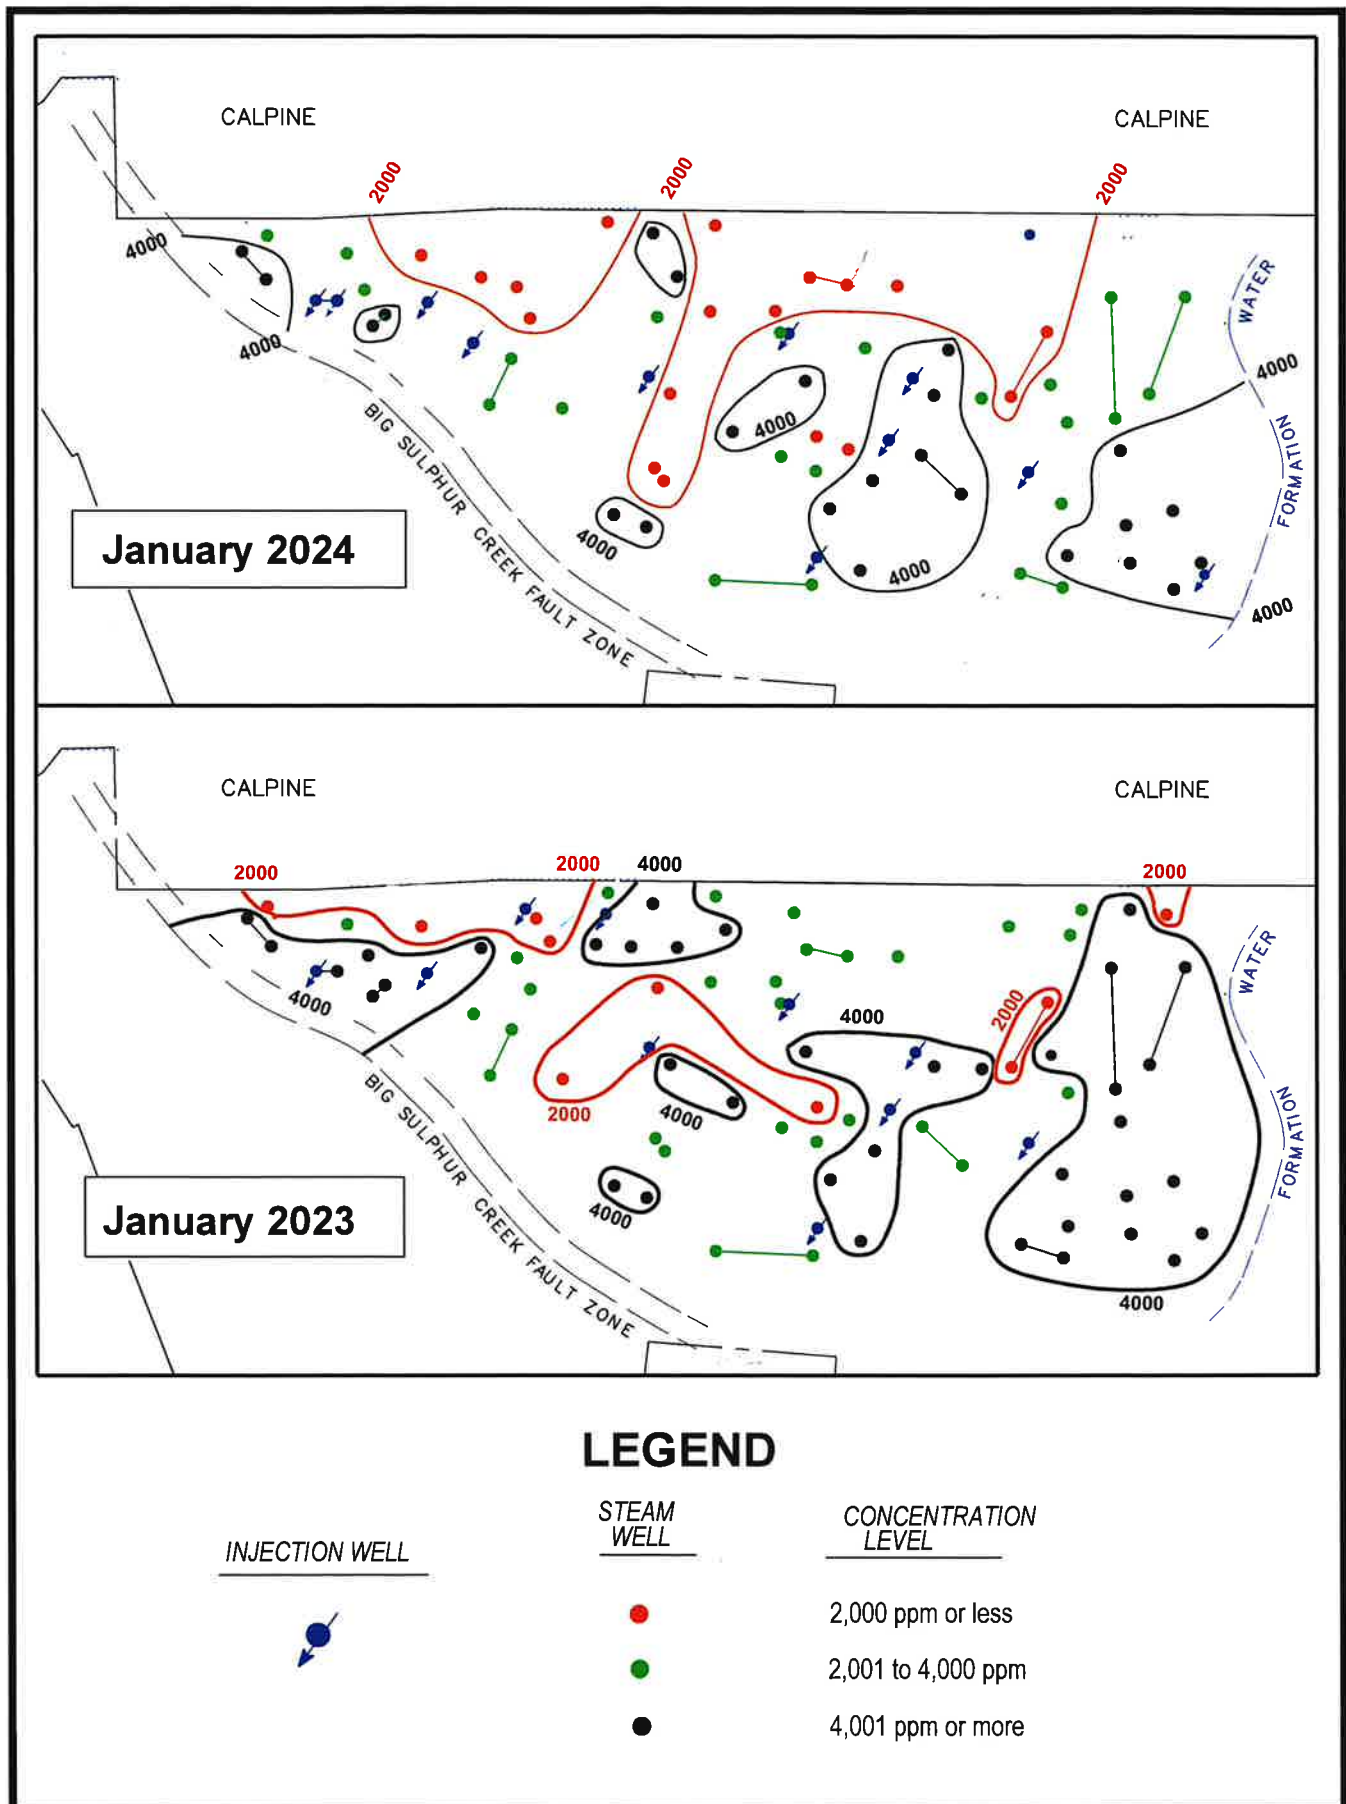 CALPINE
CALPINE
2000
2000
2000
4000
4000
WATER
FORMATION
4000
4000
4000
4000
4000
BIG SULPHUR CREEK FAULT ZONE
January 2024
CALPINE
CALPINE
2000
2000
4000
2000
4000
4000
2000
2000
4000
4000
4000
WATER
FORMATION
BIG SULPHUR CREEK FAULT ZONE
January 2023
LEGEND
INJECTION WELL
STEAM
WELL
CONCENTRATION
LEVEL
2,000 ppm or less
2,001 to 4,000 ppm
4,001 ppm or more